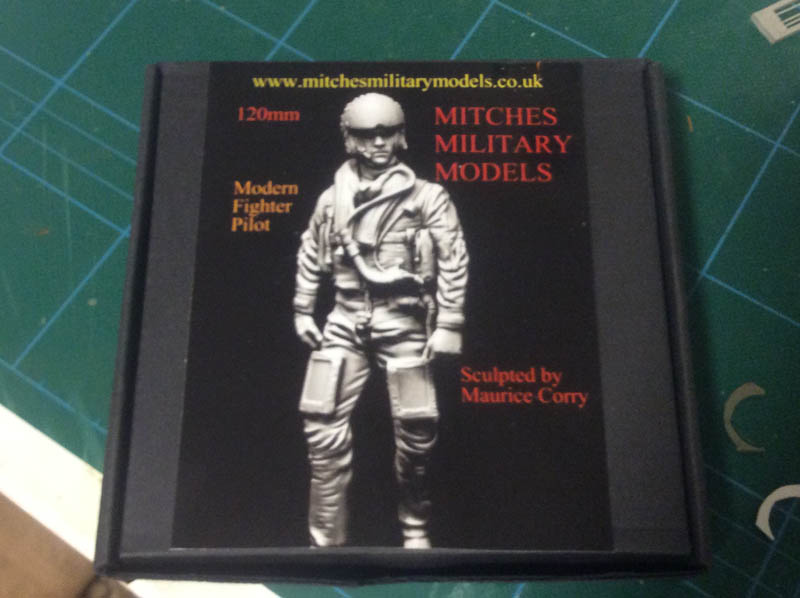 www.mitchesmilitarymodels.co.uk
120mm
MITCHES
MILITARY
MODELS
Modern
Fighter
Pilot
Sculpted by
Maurice Corry